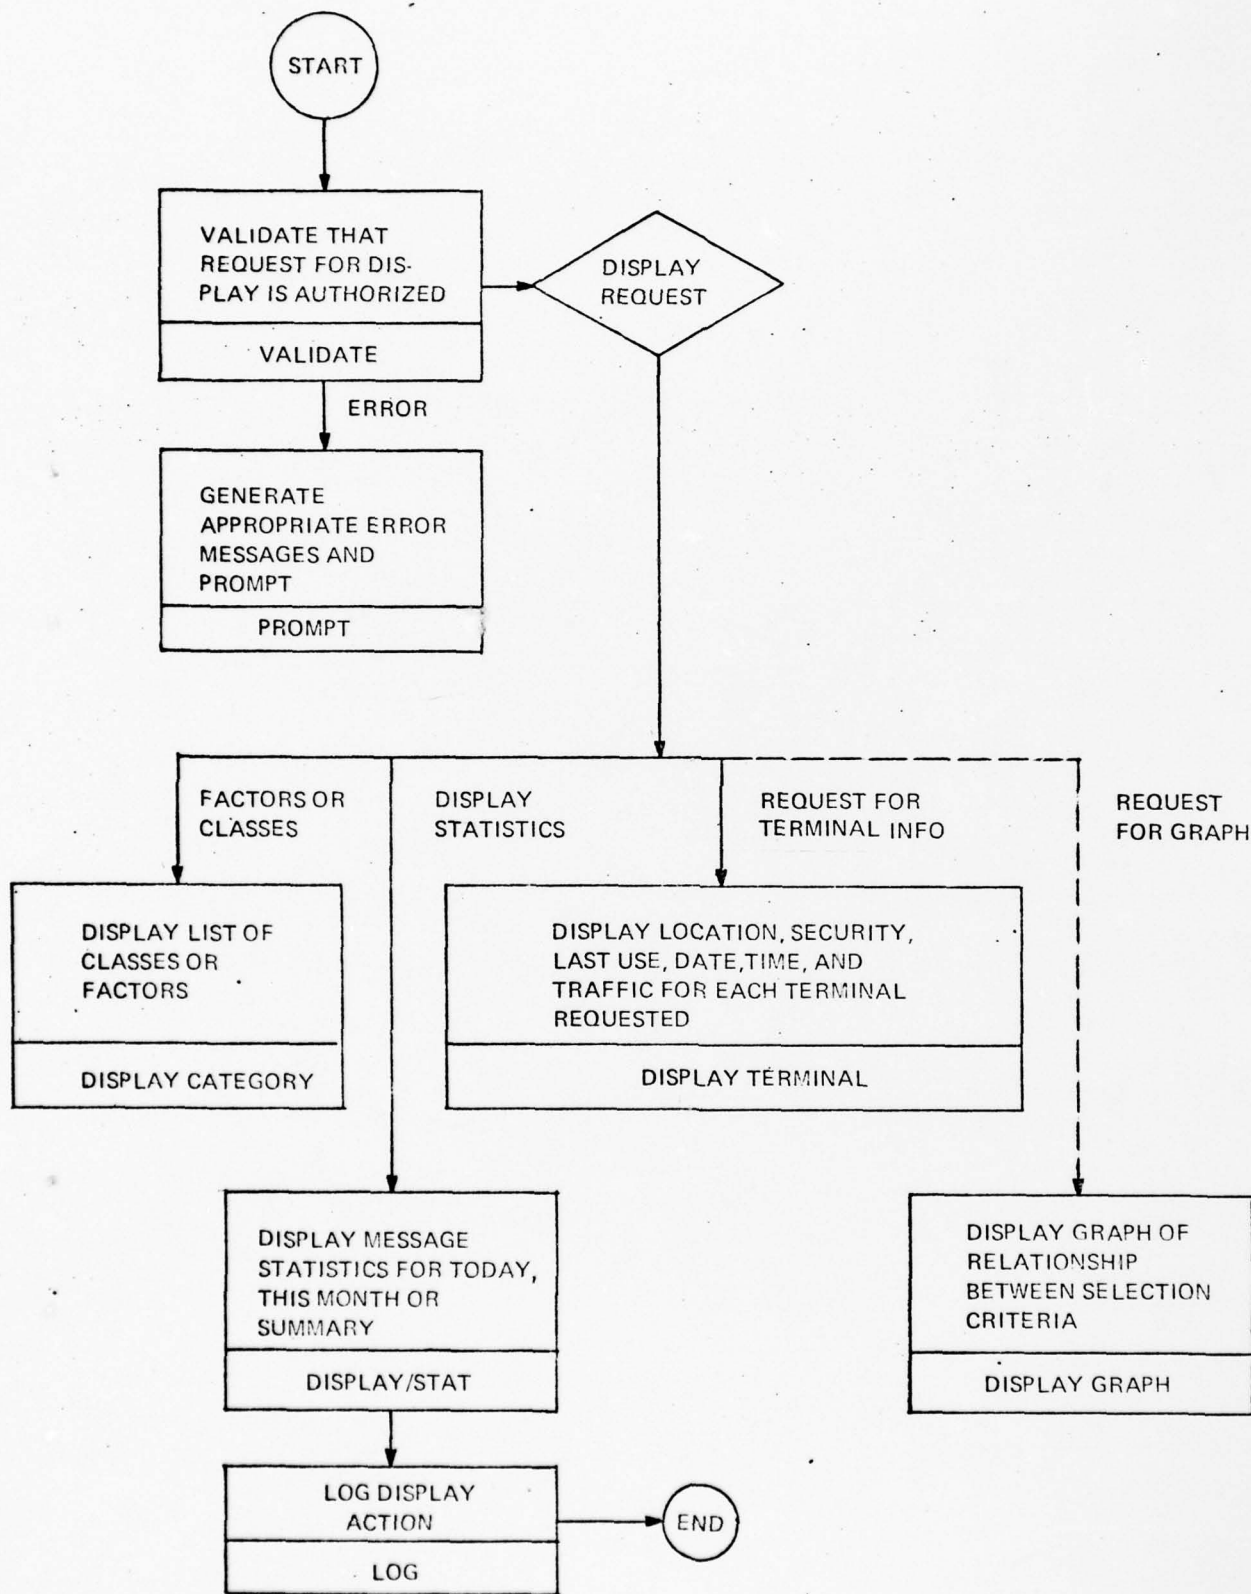 START
VALIDATE THAT
REQUEST FOR DIS-
PLAY IS AUTHORIZED
VALIDATE
DISPLAY
REQUEST
ERROR
GENERATE
APPROPRIATE ERROR
MESSAGES AND
PROMPT
PROMPT
FACTORS OR
CLASSES
DISPLAY
STATISTICS
REQUEST FOR
TERMINAL INFO
REQUEST
FOR GRAPH
DISPLAY LIST OF
CLASSES OR
FACTORS
DISPLAY CATEGORY
DISPLAY LOCATION, SECURITY,
LAST USE, DATE,TIME, AND
TRAFFIC FOR EACH TERMINAL
REQUESTED
DISPLAY TERMINAL
DISPLAY MESSAGE
STATISTICS FOR TODAY,
THIS MONTH OR
SUMMARY
DISPLAY/STAT
DISPLAY GRAPH OF
RELATIONSHIP
BETWEEN SELECTION
CRITERIA
DISPLAY GRAPH
LOG DISPLAY
ACTION
LOG
END